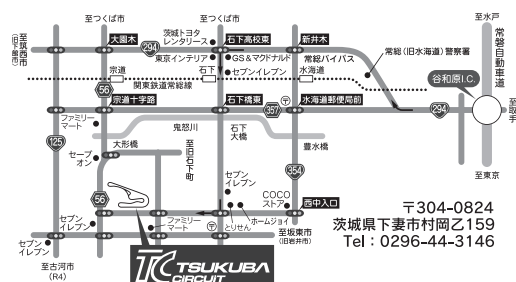 至つくば市
至つくば市
至水戸
茨城トヨタ
レンタリース
至筑西市
(旧下館市)
大園木
294
石下高校東
新井木
東京インテリア
GS&マクドナルド
常総バイパス
常総(旧水海道)警察署
常磐自動車道
宗道
石下
セブンイレブン
水海道
関東鉄道常総線
谷和原I.C.
56
宗道十字路
石下橋東
357
〒
水海道郵便局前
294
至取手
ファミリー
マート
鬼怒川
石下
大橋
豊水橋
125
セーブ
オン
大形橋
至旧石下町
354
至東京
セブン
イレブン
COCO
ストア
西中入口
56
セブン
イレブン
ファミリー
マート
〒
とりせん
ホームジョイ
至坂東市
(旧岩井市)
セブン
イレブン
至古河市
(R4)
TC TSUKUBA
CIRCUIT
〒304-0824
茨城県下妻市村岡乙159
Tel:0296-44-3146